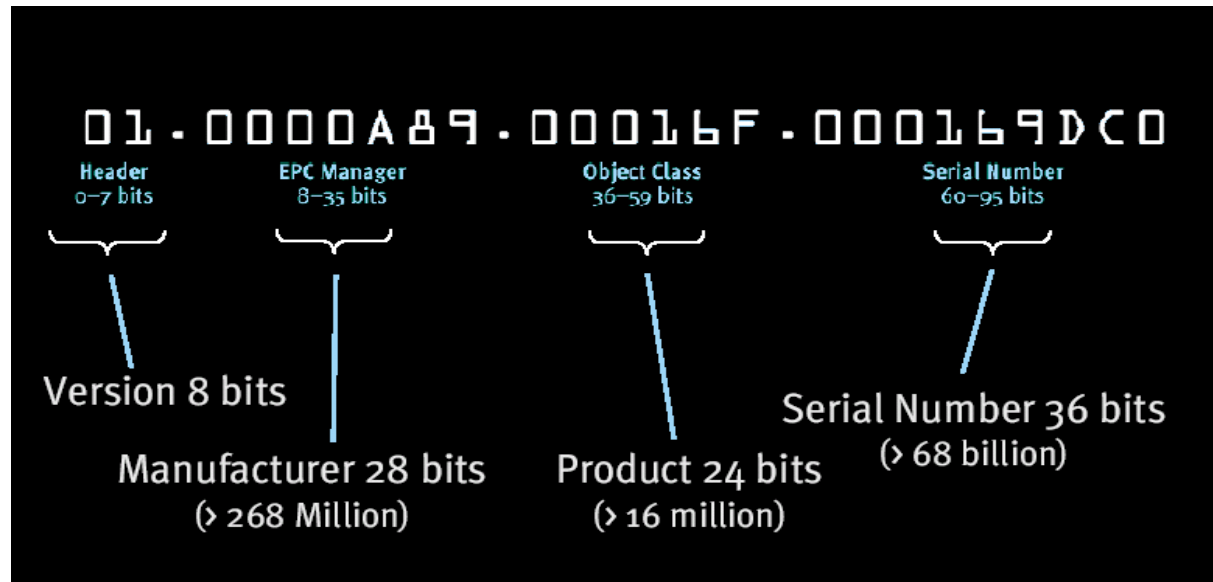 01.0000A89.00016F.000169DC0
Header EPC Manager Object Class Serial Number
0–7 bits 8–35 bits 36–59 bits 60–95 bits
Version 8 bits
Manufacturer 28 bits
(> 268 Million)
Product 24 bits
(> 16 million)
Serial Number 36 bits
(> 68 billion)